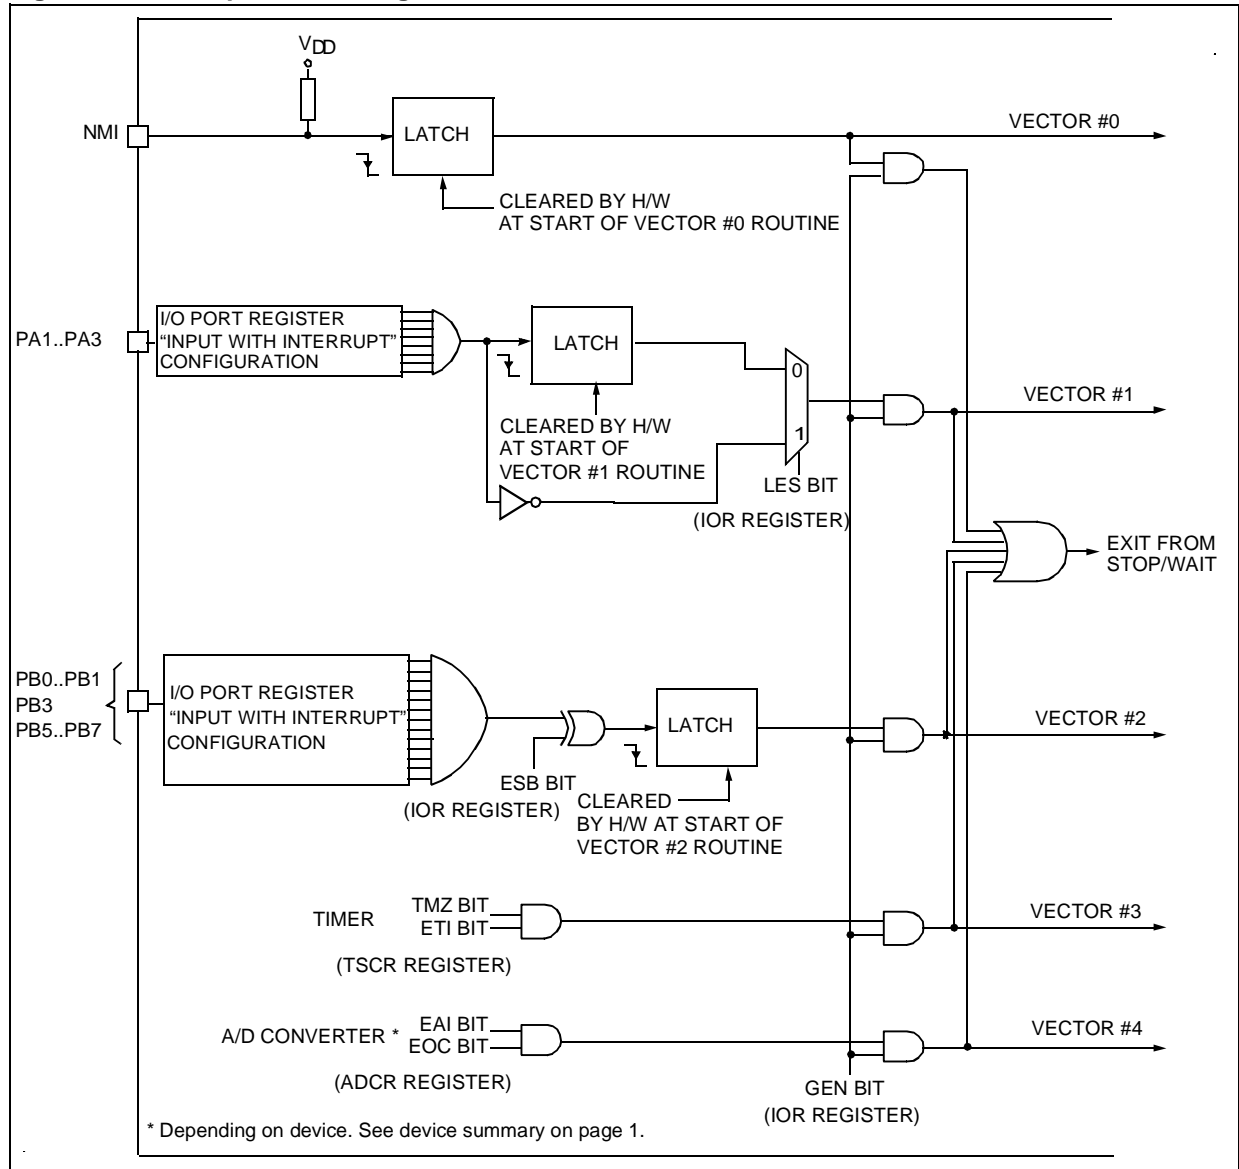 VDD
NMI
LATCH
VECTOR #0
CLEARED BY H/W
AT START OF VECTOR #0 ROUTINE
PA1..PA3
I/O PORT REGISTER
“INPUT WITH INTERRUPT”
CONFIGURATION
LATCH
0
1
VECTOR #1
CLEARED BY H/W
AT START OF
VECTOR #1 ROUTINE
LES BIT
(IOR REGISTER)
EXIT FROM
STOP/WAIT
PB0..PB1
PB3
PB5..PB7
I/O PORT REGISTER
“INPUT WITH INTERRUPT”
CONFIGURATION
LATCH
VECTOR #2
ESB BIT
(IOR REGISTER)
CLEARED
BY H/W AT START OF
VECTOR #2 ROUTINE
TIMER
TMZ BIT
ETI BIT
(TSCR REGISTER)
VECTOR #3
A/D CONVERTER *
EAI BIT
EOC BIT
(ADCR REGISTER)
VECTOR #4
GEN BIT
(IOR REGISTER)
* Depending on device. See device summary on page 1.